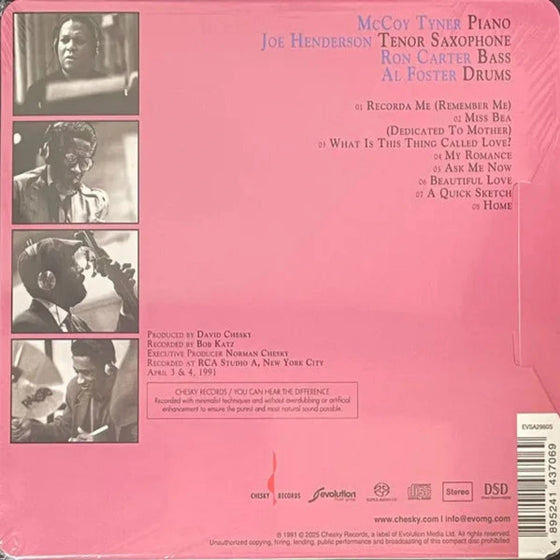 McCoy Tyner Piano
Joe Henderson Tenor Saxophone
Ron Carter Bass
Al Foster Drums
01 Recorda Me (Remember Me)
02 Miss Bea
(Dedicated To Mother)
03 What Is This Thing Called Love?
04 My Romance
05 Ask Me Now
06 Beautiful Love
07 A Quick Sketch
08 Home
Produced by David Chesky
Recorded by Bob Katz
Executive Producer Norman Chesky
Recorded at RCA Studio A, New York City
April 3 & 4, 1991
CHESKY RECORDS / YOU CAN HEAR THE DIFFERENCE
Recorded with minimalist techniques and without overdubbing or artificial
enhancement to ensure the purest and most natural sound possible.
EVSA2980S
895241 437069
CHESKY RECORDS
evolution
SUPER AUDIO CD
Stereo
DSD
www.chesky.com | info@evomg.com
℗ 1991 © 2025 Chesky Records, a label of Evolution Media Ltd. All Rights Reserved.
Unauthorized copying, hiring, lending, public performance and broadcasting of this compact disc prohibited